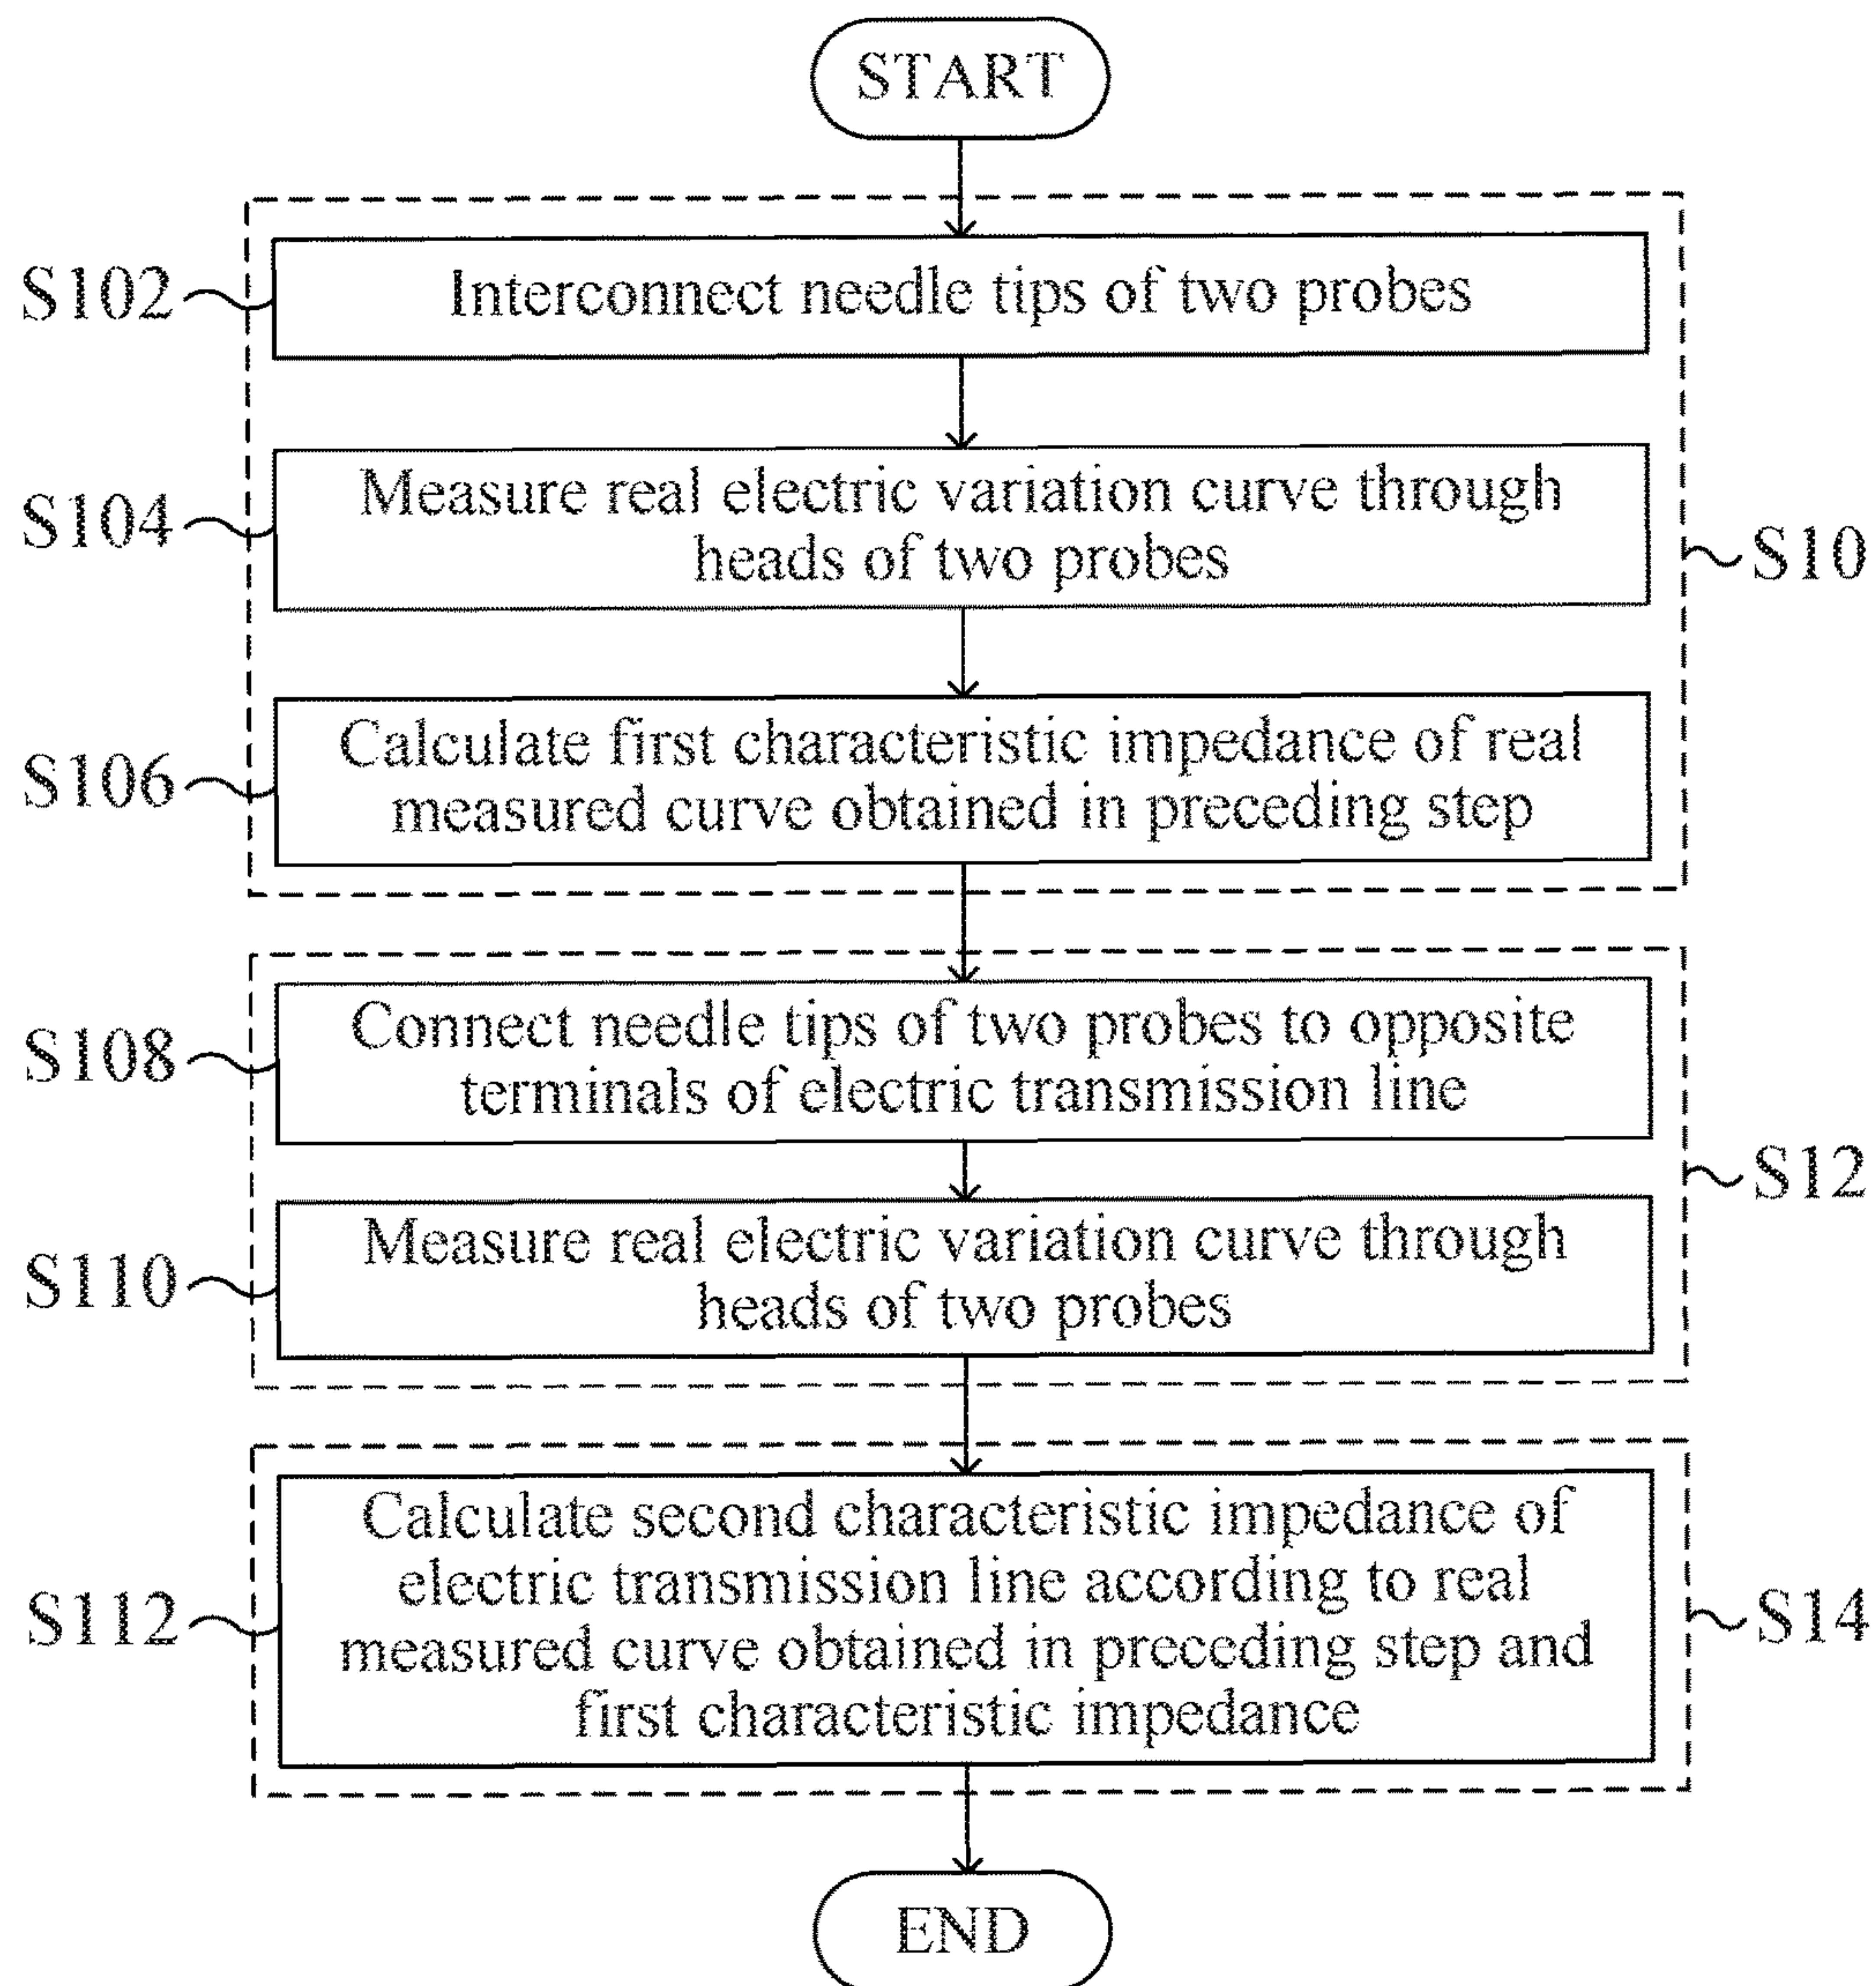 START
S102
Interconnect needle tips of two probes
S104
Measure real electric variation curve through
heads of two probes
S10
S106
Calculate first characteristic impedance of real
measured curve obtained in preceding step
S108
Connect needle tips of two probes to opposite
terminals of electric transmission line
S12
S110
Measure real electric variation curve through
heads of two probes
S112
Calculate second characteristic impedance of
electric transmission line according to real
measured curve obtained in preceding step and
first characteristic impedance
S14
END